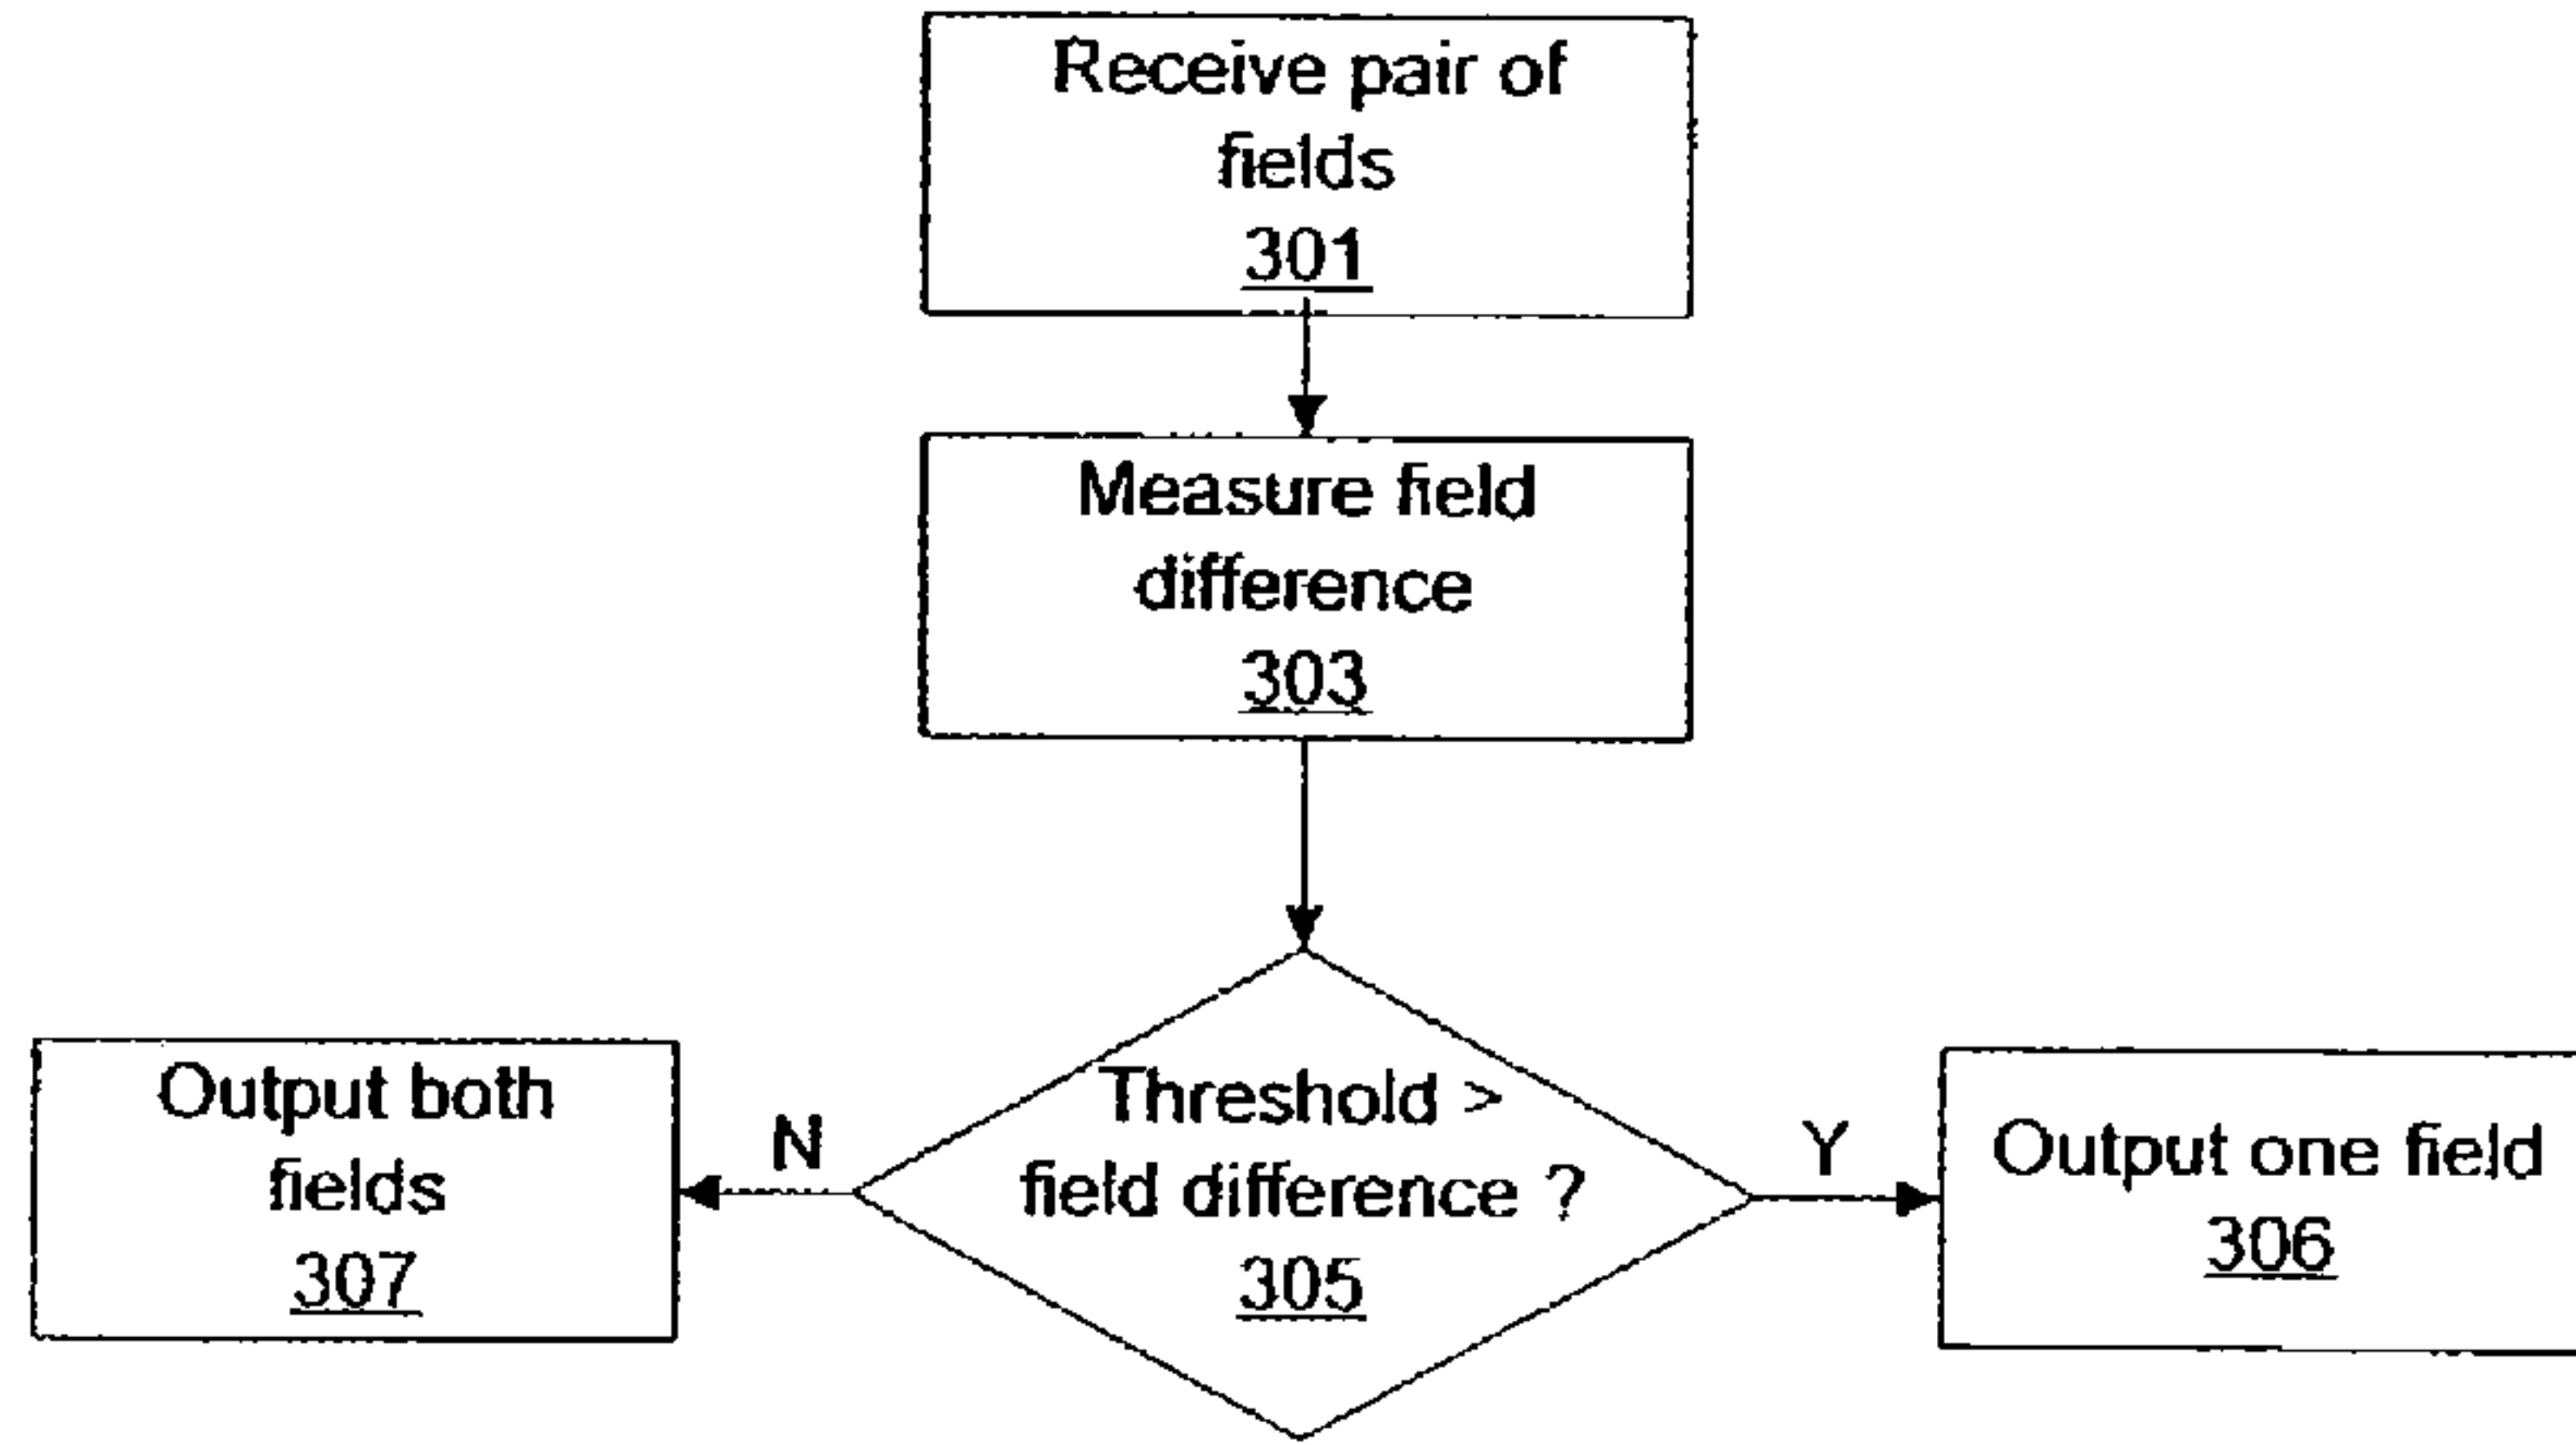 Receive pair of
fields
301
Measure field
difference
303
Threshold >
field difference ?
305
N
Y
Output both
fields
307
Output one field
306